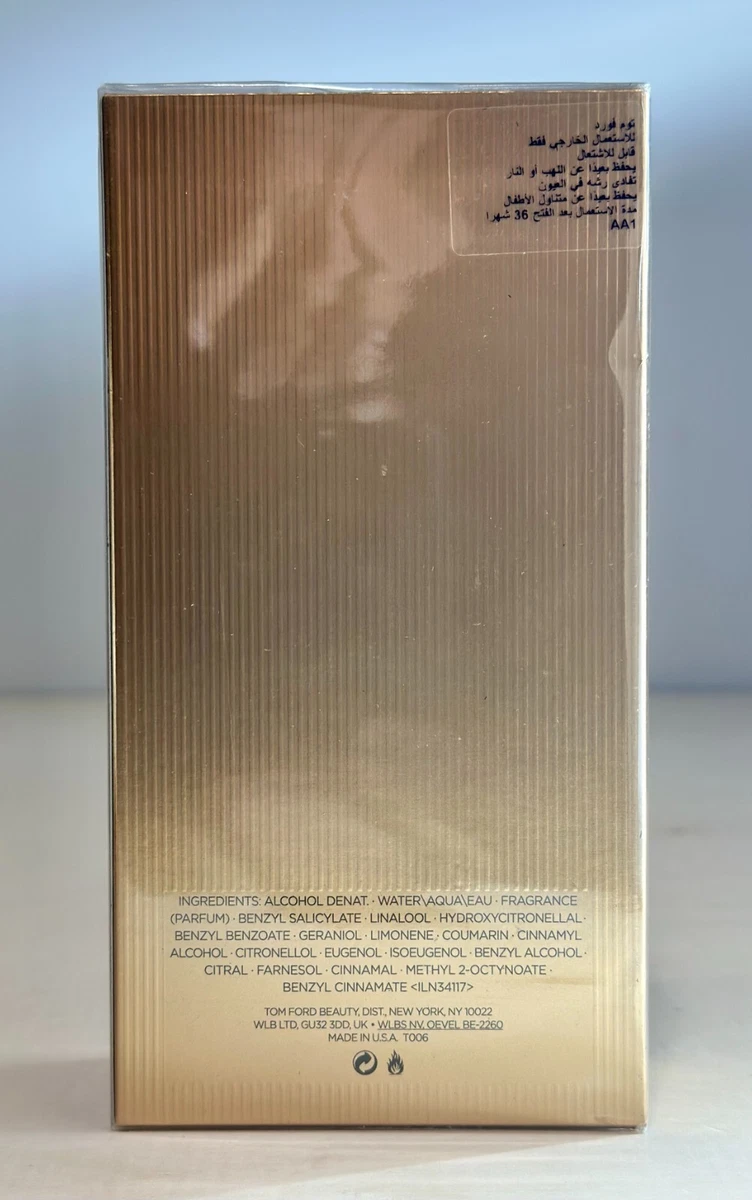 توم فورد
للاستعمال الخارجي فقط
قابل للاشتعال
يحفظ بعيدًا عن اللهب أو النار
تفادى رشه في العيون
يحفظ بعيدًا عن متناول الأطفال
مدة الاستعمال بعد الفتح 36 شهرا
AA1
INGREDIENTS: ALCOHOL DENAT. · WATER\AQUA\EAU · FRAGRANCE
(PARFUM) · BENZYL SALICYLATE · LINALOOL · HYDROXYCITRONELLAL ·
BENZYL BENZOATE · GERANIOL · LIMONENE · COUMARIN · CINNAMYL
ALCOHOL · CITRONELLOL · EUGENOL · ISOEUGENOL · BENZYL ALCOHOL ·
CITRAL · FARNESOL · CINNAMAL · METHYL 2-OCTYNOATE ·
BENZYL CINNAMATE <ILN34117>
TOM FORD BEAUTY, DIST., NEW YORK, NY 10022
WLB LTD, GU32 3DD, UK • WLBS NV, OEVEL BE-2260
MADE IN U.S.A. T006